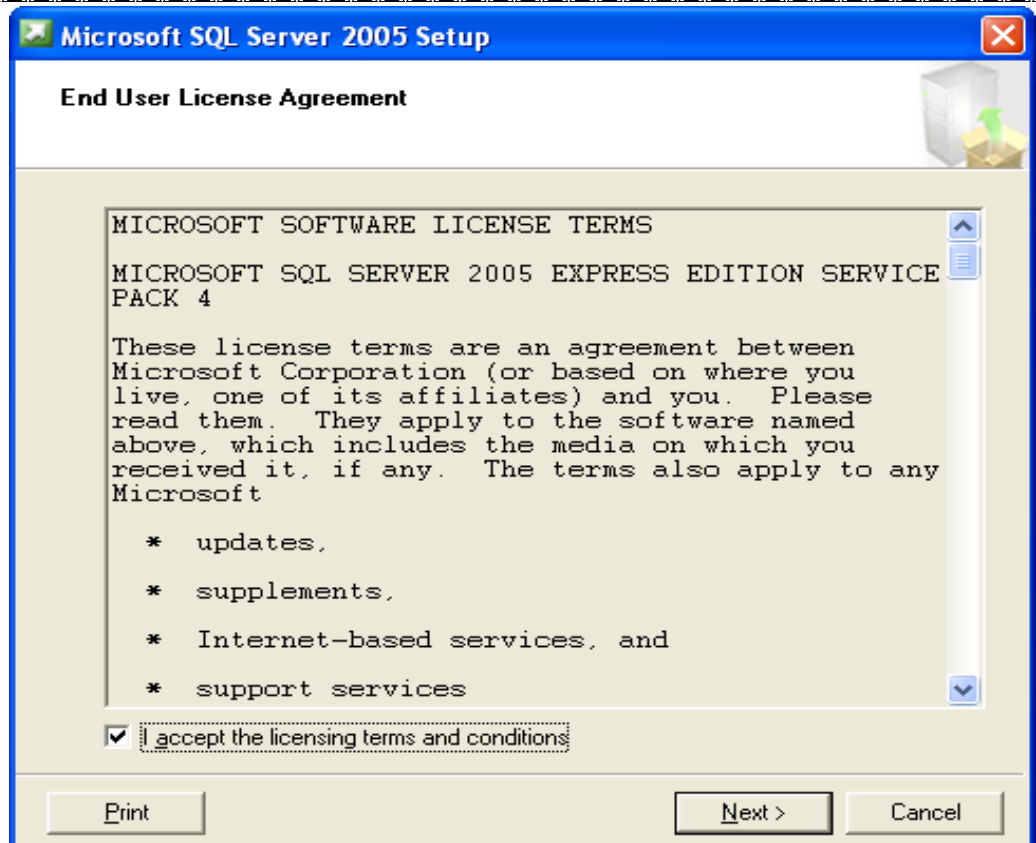 Microsoft SQL Server 2005 Setup
End User License Agreement
MICROSOFT SOFTWARE LICENSE TERMS
MICROSOFT SQL SERVER 2005 EXPRESS EDITION SERVICE
PACK 4
These license terms are an agreement between
Microsoft Corporation (or based on where you
live, one of its affiliates) and you.  Please
read them.  They apply to the software named
above, which includes the media on which you
received it, if any.  The terms also apply to any
Microsoft
*  updates,
*  supplements,
*  Internet-based services, and
*  support services
I accept the licensing terms and conditions
Print
Next >
Cancel